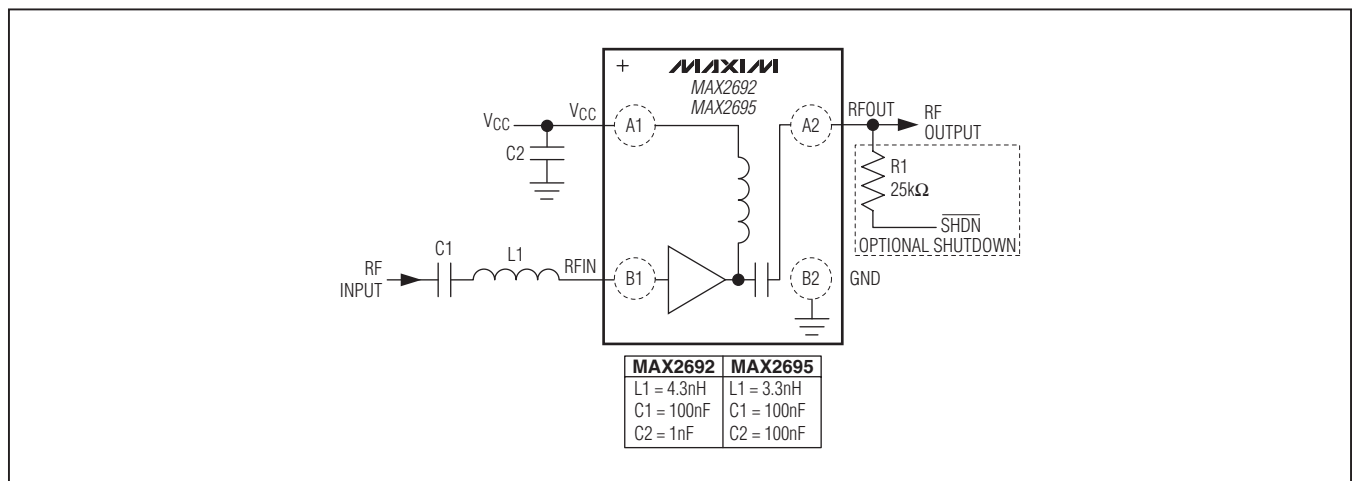 +
MAXIM
MAX2692
MAX2695
VCC
VCC
A1
A2
RFOUT
RF
OUTPUT
C2
R1
25kΩ
S̅H̅D̅N̅
OPTIONAL SHUTDOWN
C1
L1
RF
INPUT
RFIN
B1
B2
GND
MAX2692 MAX2695
L1 = 4.3nH L1 = 3.3nH
C1 = 100nF C1 = 100nF
C2 = 1nF C2 = 100nF